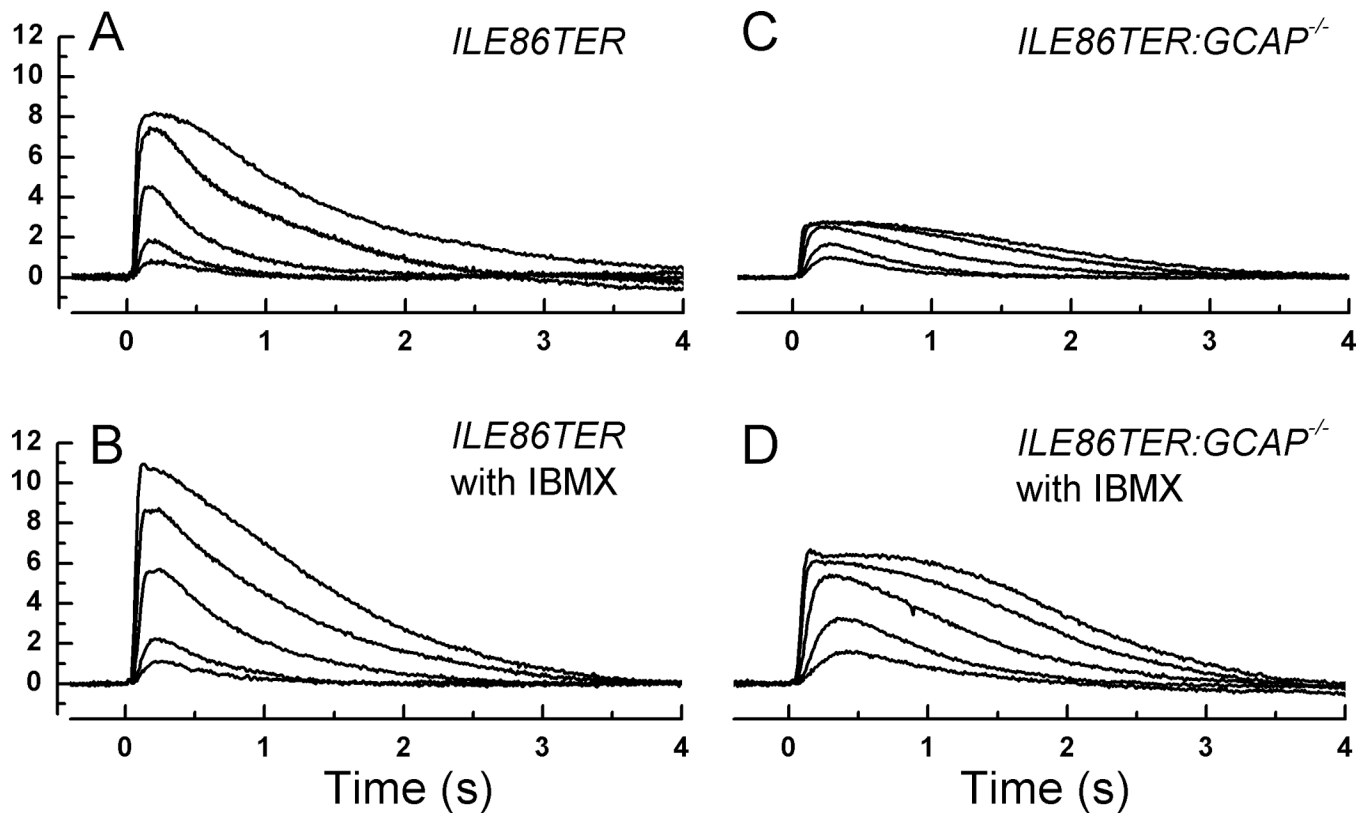 A
ILE86TER
12
10
8
6
4
2
0
0 1 2 3 4
C
ILE86TER:GCAP-/-
0 1 2 3 4
B
ILE86TER
with IBMX
12
10
8
6
4
2
0
0 1 2 3 4
Time (s)
D
ILE86TER:GCAP-/-
with IBMX
0 1 2 3 4
Time (s)